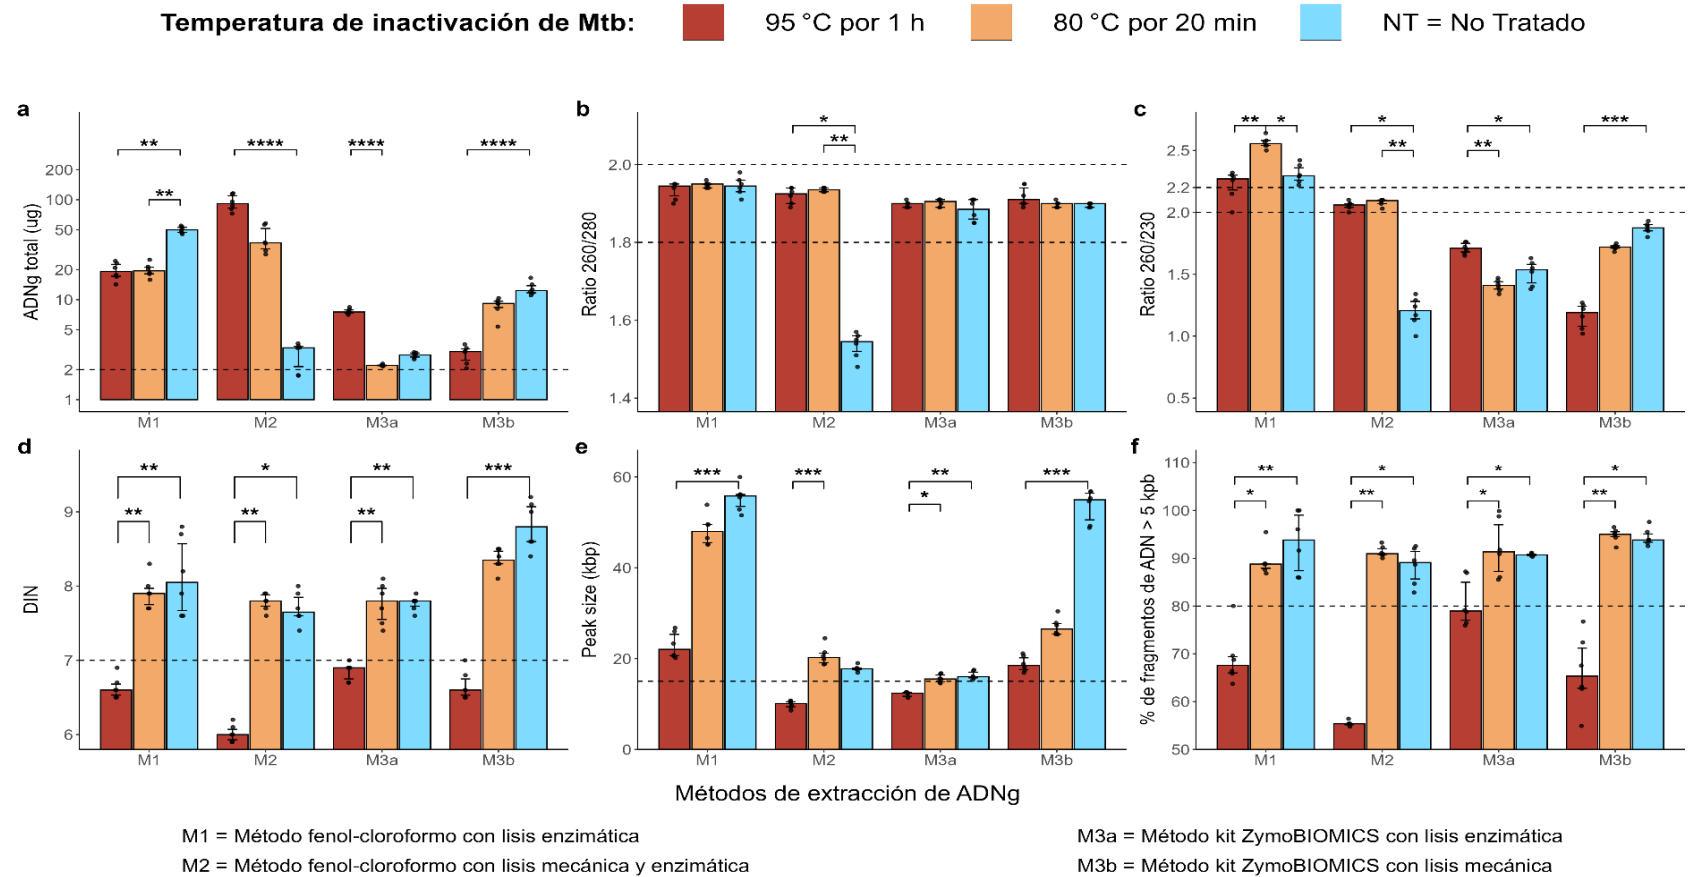 Temperatura de inactivación de Mtb: 95 °C por 1 h 80 °C por 20 min NT = No Tratado
a
ADNg total (ug)
200
100
50
20
10
5
2
1
** ** **** **** ****
M1 M2 M3a M3b
b
Ratio 260/280
2.0
1.8
1.6
1.4
* **
M1 M2 M3a M3b
c
Ratio 260/230
2.5
2.2
2.0
1.5
1.0
0.5
** * * ** * ** ***
M1 M2 M3a M3b
d
DIN
9
8
7
6
** ** * ** ** ** ***
M1 M2 M3a M3b
e
Peak size (kbp)
60
40
20
0
*** *** ** * ***
M1 M2 M3a M3b
f
% de fragmentos de ADN > 5 kpb
110
100
90
80
70
60
50
** * * ** * * * **
M1 M2 M3a M3b
Métodos de extracción de ADNg
M1 = Método fenol-cloroformo con lisis enzimática
M2 = Método fenol-cloroformo con lisis mecánica y enzimática
M3a = Método kit ZymoBIOMICS con lisis enzimática
M3b = Método kit ZymoBIOMICS con lisis mecánica